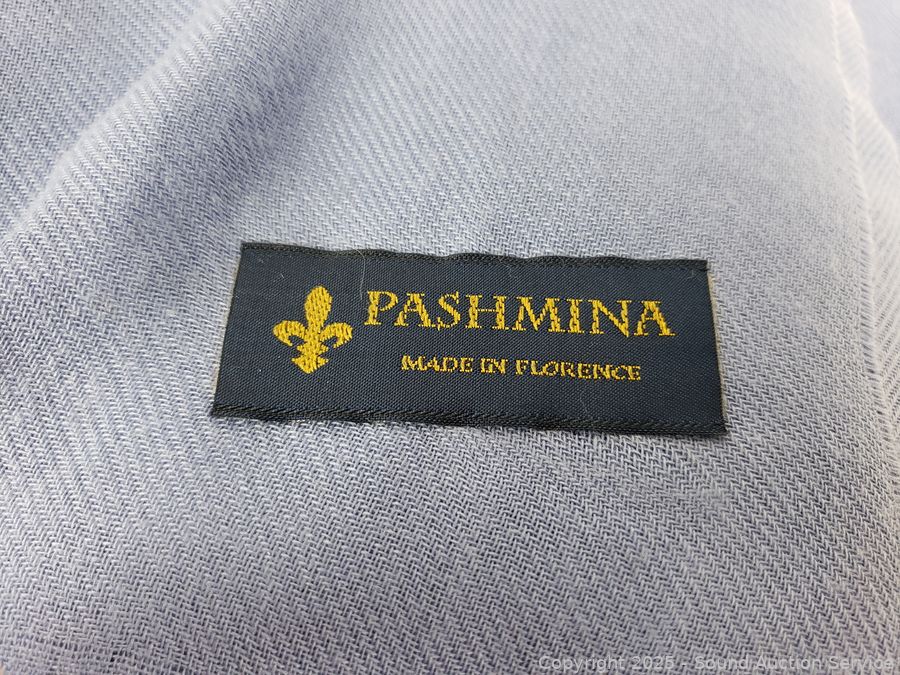 PASHMINA
MADE IN FLORENCE
Copyright 2025 - Sound Auction Service